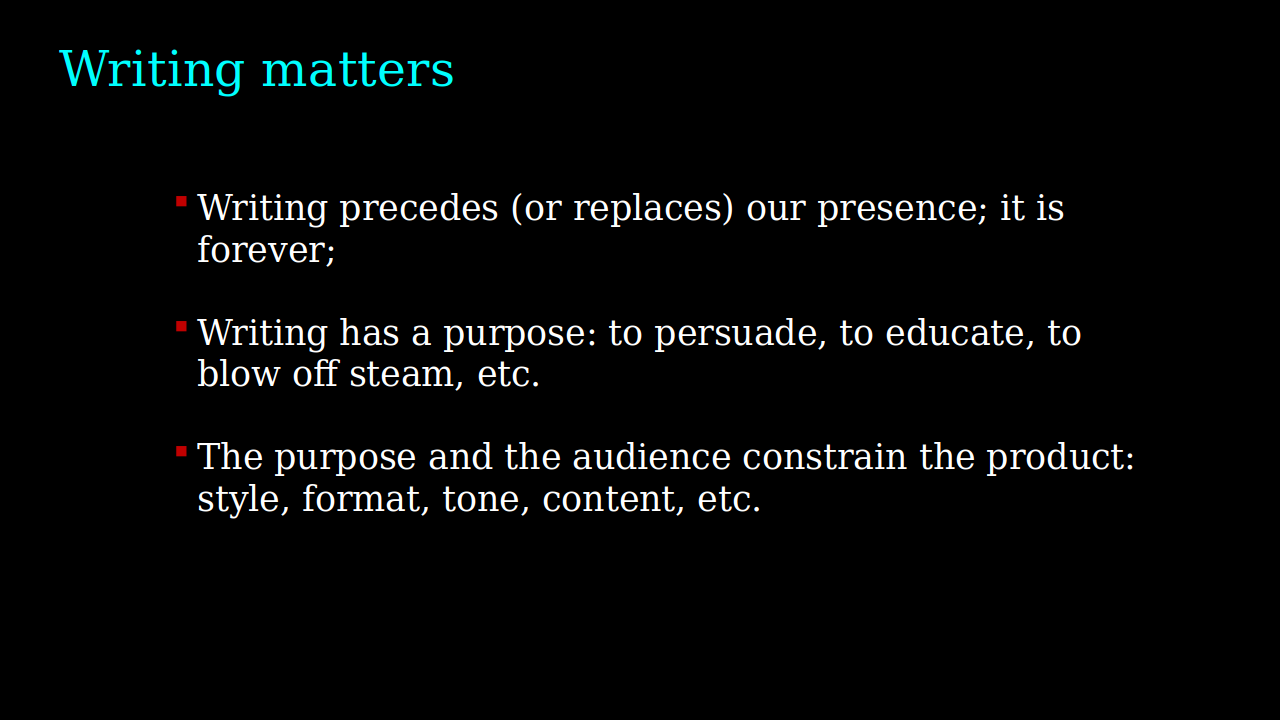 Writing matters
Writing precedes (or replaces) our presence; it is
forever;
Writing has a purpose: to persuade, to educate, to
blow off steam, etc.
The purpose and the audience constrain the product:
style, format, tone, content, etc.